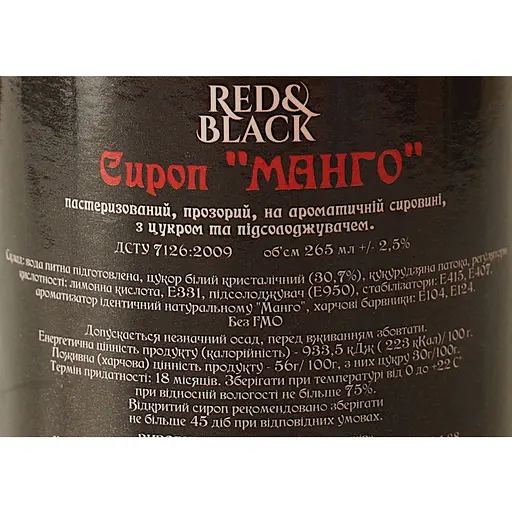 RED&
BLACK
Сироп "МАНГО"
пастеризований, прозорий, на ароматичній сировині,
з цукром та підсолоджувачем.
ДСТУ 7126:2009 об'єм 265 мл +/- 2,5%
Склад: вода питна підготовлена, цукор білий кристалічний (30,7%), кукурудзяна патока, регулятори
кислотності: лимонна кислота, Е331, підсолоджувач (Е950), стабілізатори: Е415, Е407,
ароматизатор ідентичний натуральному "Манго", харчові барвники: Е104, Е124.
Без ГМО
Допускається незначний осад, перед вживанням збовтати.
Енергетична цінність продукту (калорійність) - 933,5 кДж ( 223 кКал)/ 100г.
Поживна (харчова) цінність продукту - 56г/ 100г, з них цукру 30г/100г.
Термін придатності: 18 місяців. Зберігати при температурі від 0 до +22 С°
при відносній вологості не більше 75%.
Відкритий сироп рекомендовано зберігати
не більше 45 діб при відповідних умовах.